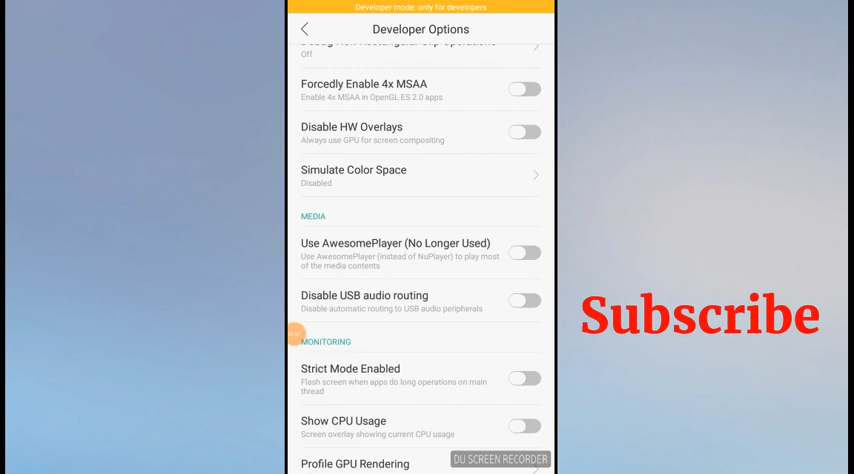 Developer mode: only for developers
Developer Options
Off
Forcedly Enable 4x MSAA
Enable 4x MSAA in OpenGL ES 2.0 apps
Disable HW Overlays
Always use GPU for screen compositing
Simulate Color Space
Disabled
MEDIA
Use AwesomePlayer (No Longer Used)
Use AwesomePlayer (instead of NuPlayer) to play most
of the media contents
Disable USB audio routing
Disable automatic routing to USB audio peripherals
MONITORING
Strict Mode Enabled
Flash screen when apps do long operations on main
thread
Show CPU Usage
Screen overlay showing current CPU usage
Profile GPU Rendering
DU SCREEN RECORDER
Subscribe